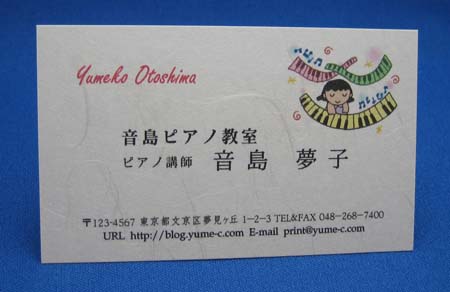 Yumeko Otoshima
音島ピアノ教室
ピアノ講師 音島 夢子
〒123-4567 東京都文京区夢見ヶ丘 1-2-3 TEL&FAX 048-268-7400
URL http://blog.yume-c.com E-mail print@yume-c.com